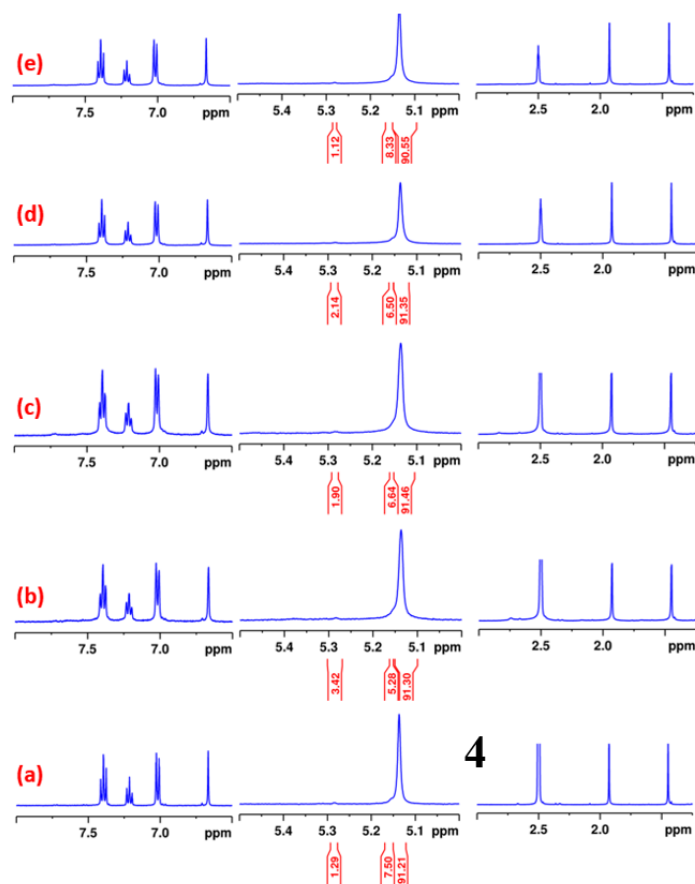 (e)
7.5 7.0 ppm 5.4 5.3 5.2 5.1 ppm 2.5 2.0 ppm
1.12 8.33 90.55
(d)
7.5 7.0 ppm 5.4 5.3 5.2 5.1 ppm 2.5 2.0 ppm
2.14 6.50 91.35
(c)
7.5 7.0 ppm 5.4 5.3 5.2 5.1 ppm 2.5 2.0 ppm
1.90 6.64 91.46
(b)
7.5 7.0 ppm 5.4 5.3 5.2 5.1 ppm 2.5 2.0 ppm
3.42 5.28 91.30
4
(a)
7.5 7.0 ppm 5.4 5.3 5.2 5.1 ppm 2.5 2.0 ppm
1.29 7.50 91.21